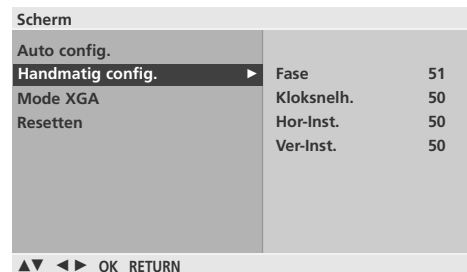 Scherm
Auto config.
Handmatig config. ►
Mode XGA
Resetten
Fase 51
Kloksnelh. 50
Hor-Inst. 50
Ver-Inst. 50
▲▼ ◄► OK RETURN